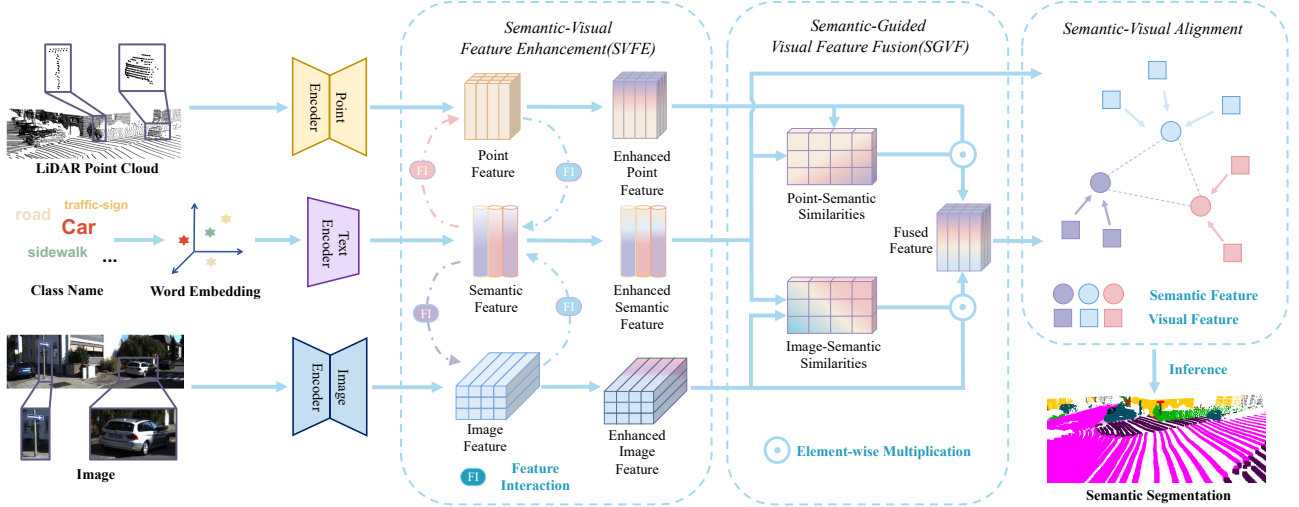 Semantic-Visual
Feature Enhancement(SVFE)
Semantic-Guided
Visual Feature Fusion(SGVF)
Semantic-Visual Alignment
LiDAR Point Cloud
Point
Encoder
Point
Feature
Enhanced
Point
Feature
FI
FI
Point-Semantic
Similarities
road
traffic-sign
Car
sidewalk
...
Class Name
Word Embedding
Text
Encoder
Semantic
Feature
Enhanced
Semantic
Feature
Fused
Feature
FI
FI
Image-Semantic
Similarities
Semantic Feature
Visual Feature
Image
Image
Encoder
Image
Feature
Enhanced
Image
Feature
FI
Feature
Interaction
Element-wise Multiplication
Inference
Semantic Segmentation